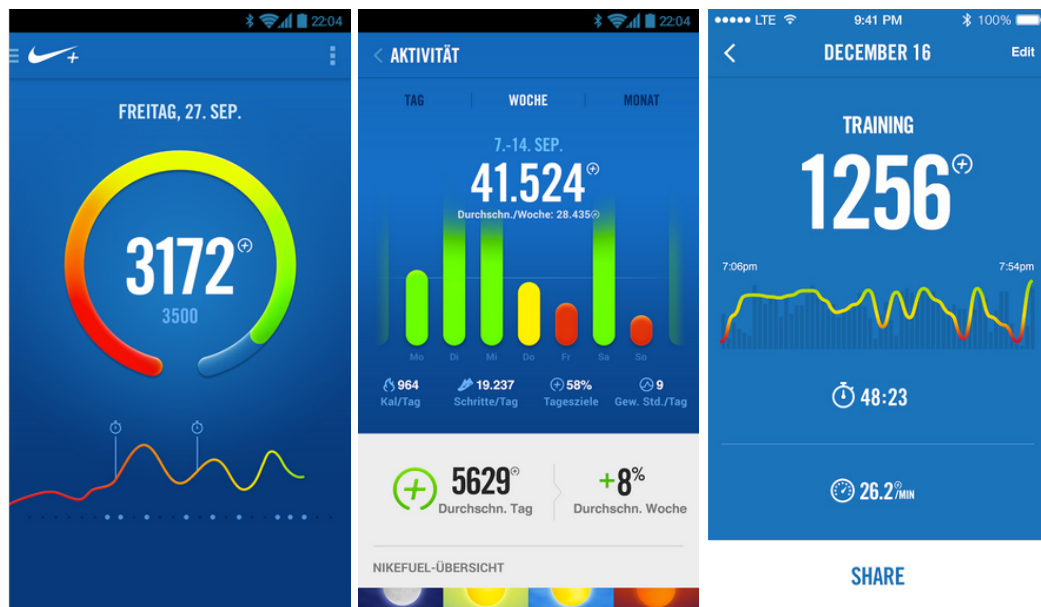 22:04
+
FREITAG, 27. SEP.
3172
3500
22:04
AKTIVITÄT
TAG
WOCHE
MONAT
7.-14. SEP.
41.524
Durchschn./Woche: 28.435
Mo Di Mi Do Fr Sa So
964 19.237 58% 9
Kal/Tag Schritte/Tag Tagesziele Gew. Std./Tag
5629 +8%
Durchschn. Tag Durchschn. Woche
NIKEFUEL-ÜBERSICHT
LTE 9:41 PM 100%
DECEMBER 16 Edit
TRAINING
1256
7:06pm 7:54pm
48:23
26.2/MIN
SHARE